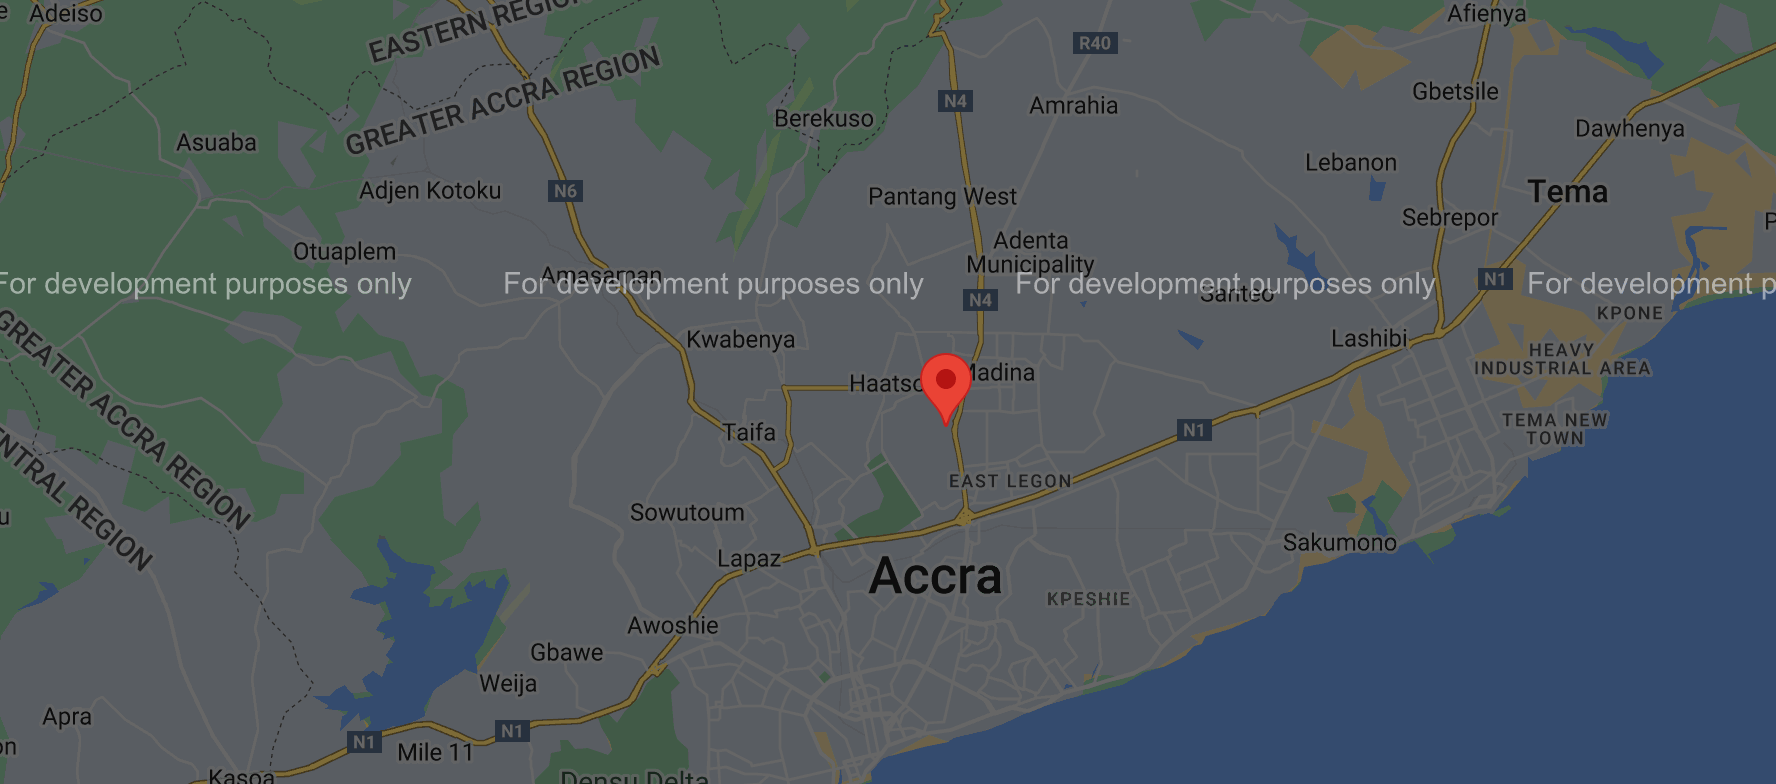 Adeiso
EASTERN REGION
GREATER ACCRA REGION
Afienya
R40
N4
Amrahia
Gbetsile
Berekuso
Dawhenya
Asuaba
Lebanon
Adjen Kotoku
N6
Pantang West
Tema
Sebrepor
Otuaplem
Adenta
Municipality
Amasaman
For development purposes only
For development purposes only
For development purposes only
For development p
Santeo
N1
N4
KPONE
GREATER ACCRA REGION
Kwabenya
Lashibi
HEAVY
INDUSTRIAL AREA
Haatso
Madina
Taifa
N1
TEMA NEW
TOWN
NTRAL REGION
EAST LEGON
Sowutoum
Sakumono
Lapaz
Accra
KPESHIE
Awoshie
Gbawe
Weija
Apra
N1
N1
Mile 11
Kasoa
Densu Delta